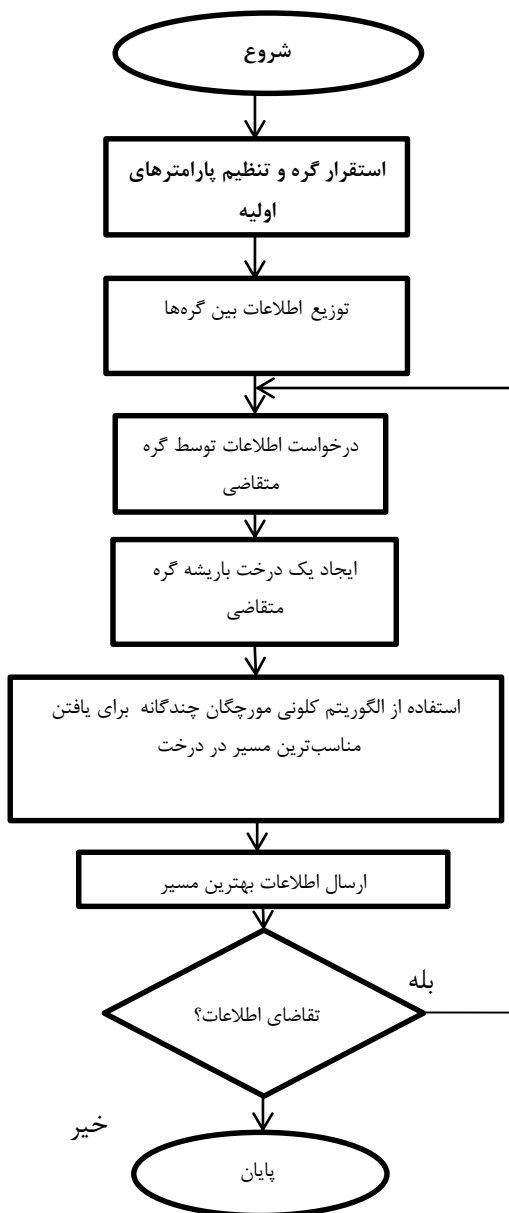 شروع
استقرار گره و تنظیم پارامترهای
اولیه
توزیع اطلاعات بین گره‌ها
درخواست اطلاعات توسط گره
متقاضی
ایجاد یک درخت باریشه گره
متقاضی
استفاده از الگوریتم کلونی مورچگان چندگانه برای یافتن
مناسب‌ترین مسیر در درخت
ارسال اطلاعات بهترین مسیر
بله
تقاضای اطلاعات؟
خیر
پایان